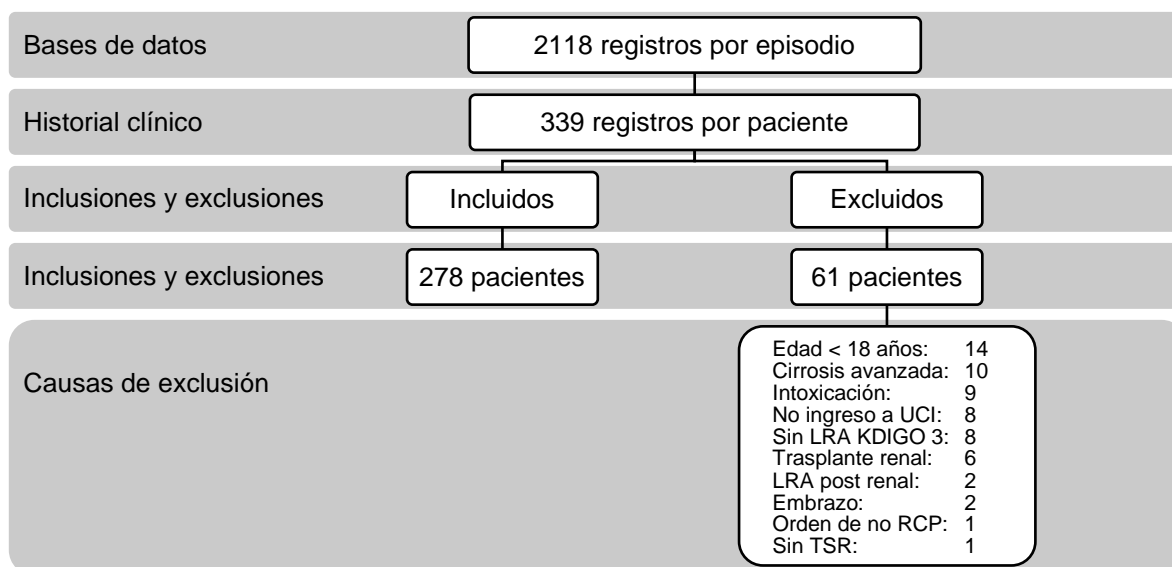 Bases de datos
2118 registros por episodio
Historial clínico
339 registros por paciente
Inclusiones y exclusiones
Incluidos
Excluidos
Inclusiones y exclusiones
278 pacientes
61 pacientes
Causas de exclusión
Edad < 18 años: 14
Cirrosis avanzada: 10
Intoxicación: 9
No ingreso a UCI: 8
Sin LRA KDIGO 3: 8
Trasplante renal: 6
LRA post renal: 2
Embrazo: 2
Orden de no RCP: 1
Sin TSR: 1